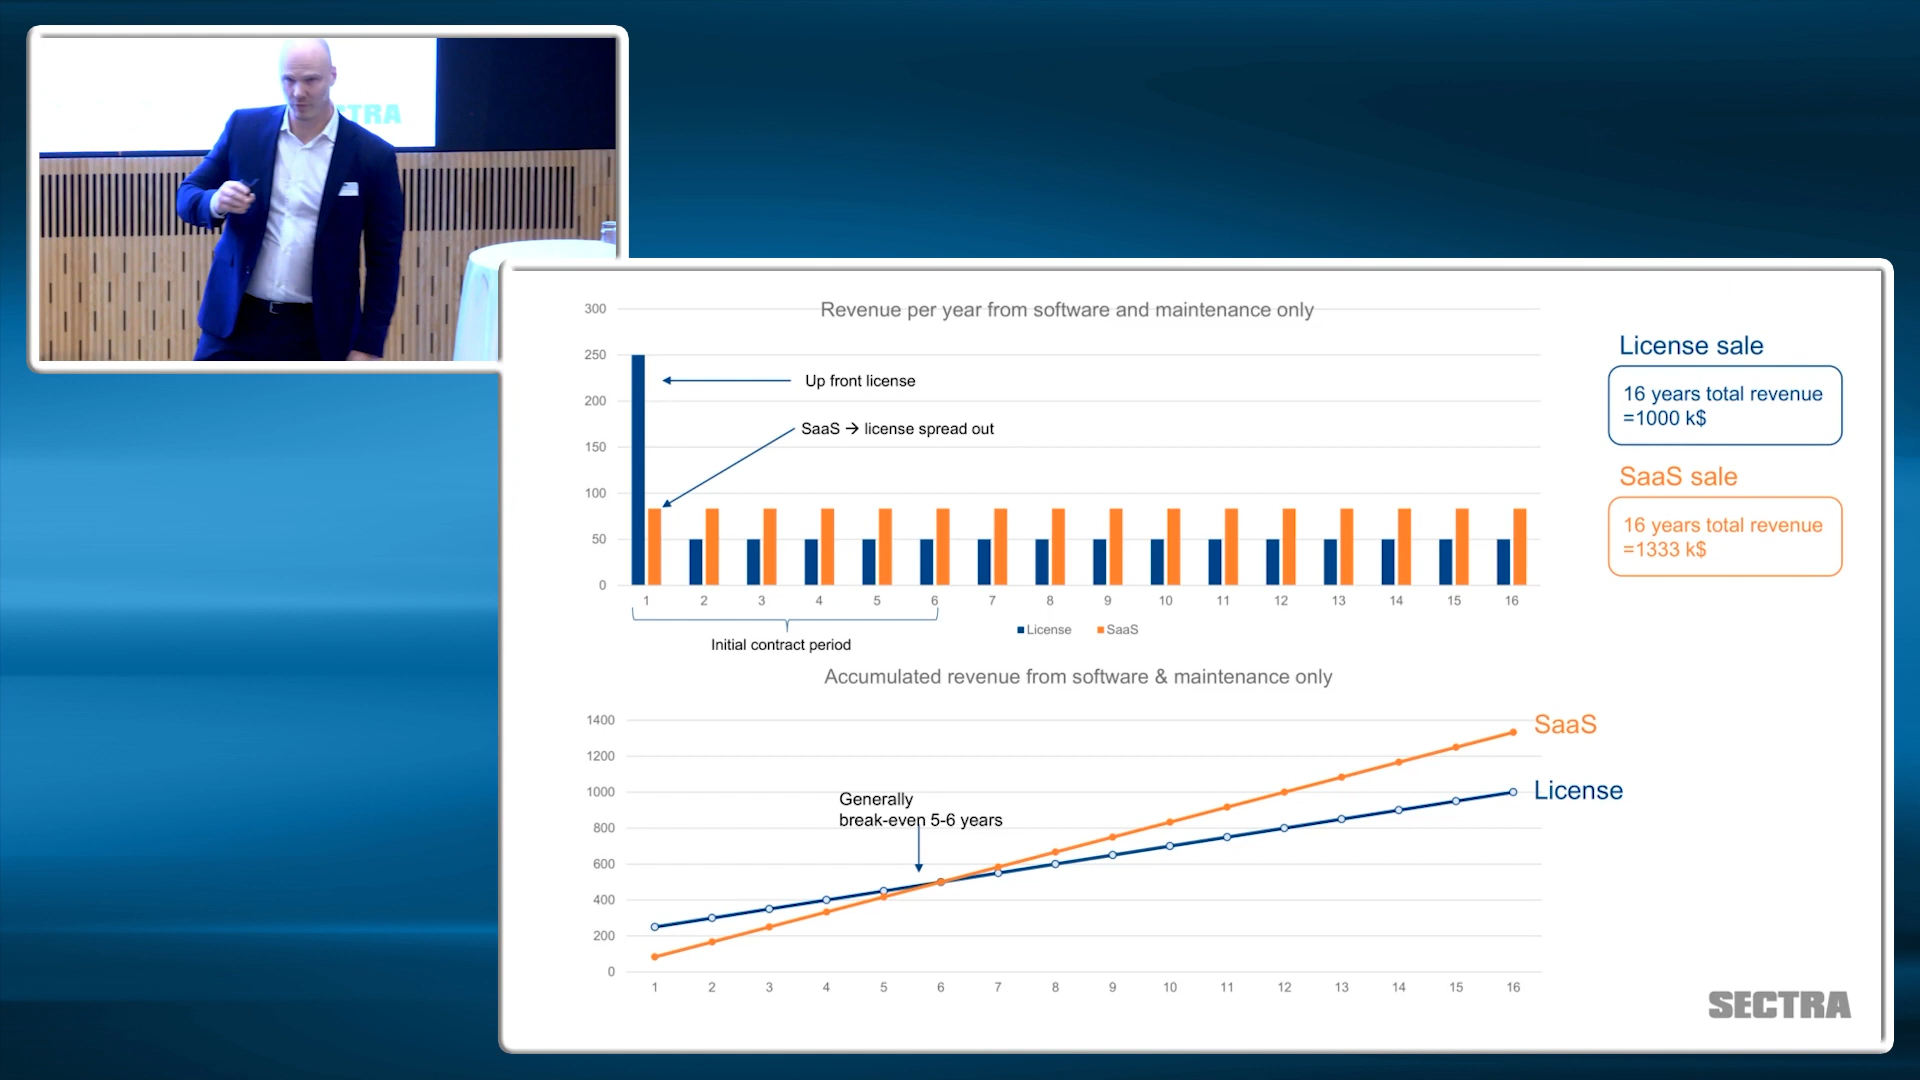 TRA
Revenue per year from software and maintenance only
300
250
200
150
100
50
0
Up front license
SaaS → license spread out
1 2 3 4 5 6 7 8 9 10 11 12 13 14 15 16
Initial contract period
License SaaS
License sale
16 years total revenue
=1000 k$
SaaS sale
16 years total revenue
=1333 k$
Accumulated revenue from software & maintenance only
1400
1200
1000
800
600
400
200
0
Generally
break-even 5-6 years
SaaS
License
1 2 3 4 5 6 7 8 9 10 11 12 13 14 15 16
SECTRA